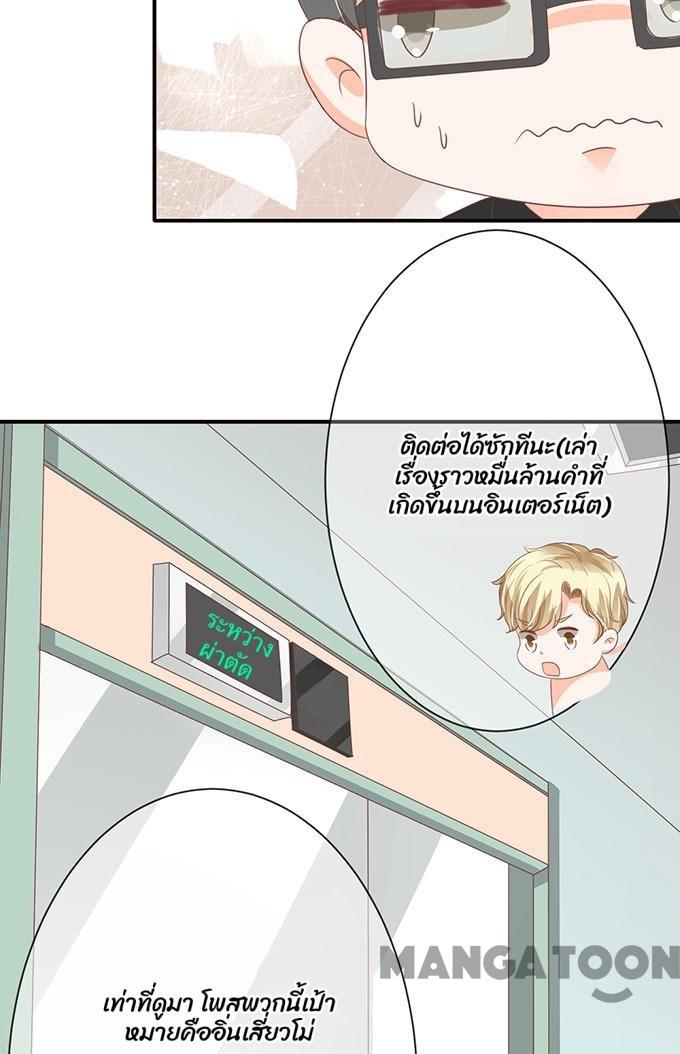 ติดต่อได้ซักทีนะ(เล่า
เรื่องราวหมื่นล้านคำที่
เกิดขึ้นบนอินเตอร์เน็ต)
ระหว่าง
ผ่าตัด
MANGATOON
เท่าที่ดูมา โพสพวกนี้เป้า
หมายคืออิ่นเสี่ยวโม่